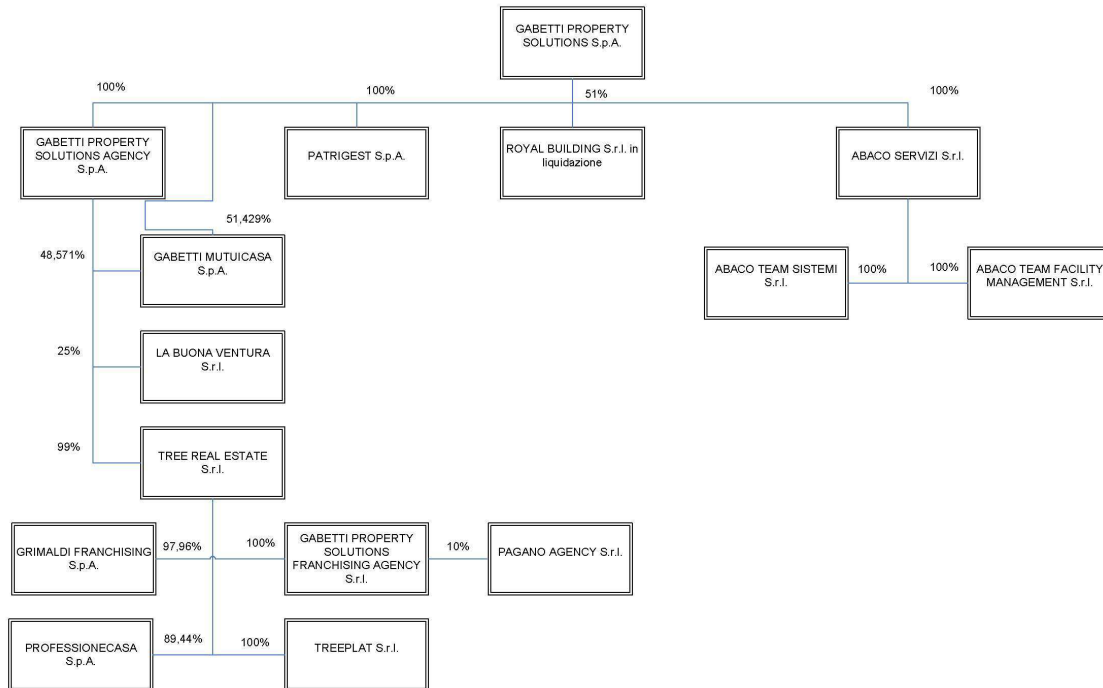 GABETTI PROPERTY
SOLUTIONS S.p.A.
100%
100%
51%
100%
GABETTI PROPERTY
SOLUTIONS AGENCY
S.p.A.
PATRIGEST S.p.A.
ROYAL BUILDING S.r.l. in
liquidazione
ABACO SERVIZI S.r.l.
51,429%
48,571%
GABETTI MUTUICASA
S.p.A.
ABACO TEAM SISTEMI
S.r.l.
100%
100%
ABACO TEAM FACILITY
MANAGEMENT S.r.l.
25%
LA BUONA VENTURA
S.r.l.
99%
TREE REAL ESTATE
S.r.l.
GRIMALDI FRANCHISING
S.p.A.
97,96%
100%
GABETTI PROPERTY
SOLUTIONS
FRANCHISING AGENCY
S.r.l.
10%
PAGANO AGENCY S.r.l.
PROFESSIONECASA
S.p.A.
89,44%
100%
TREEPLAT S.r.l.